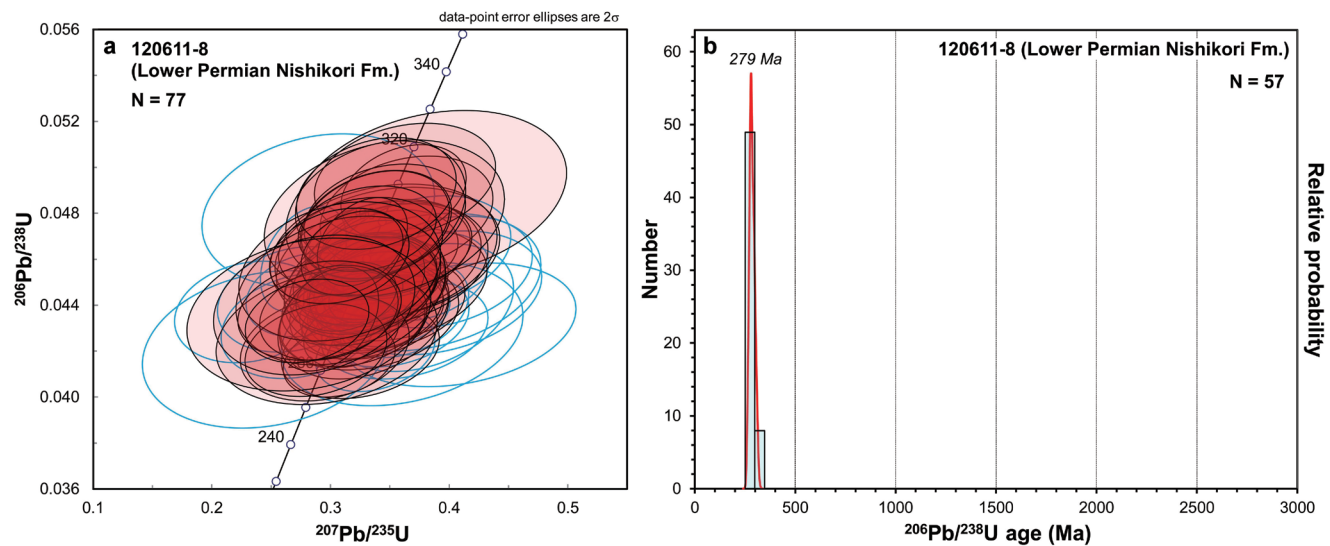 data-point error ellipses are 2σ
a
120611-8
(Lower Permian Nishikori Fm.)
N = 77
0.056
0.052
0.048
0.044
0.040
0.036
340
320
240
0.1
0.2
0.3
0.4
0.5
²⁰⁶Pb/²³⁸U
²⁰⁷Pb/²³⁵U
b
279 Ma
120611-8 (Lower Permian Nishikori Fm.)
N = 57
60
50
40
30
20
10
0
0
500
1000
1500
2000
2500
3000
Number
Relative probability
²⁰⁶Pb/²³⁸U age (Ma)